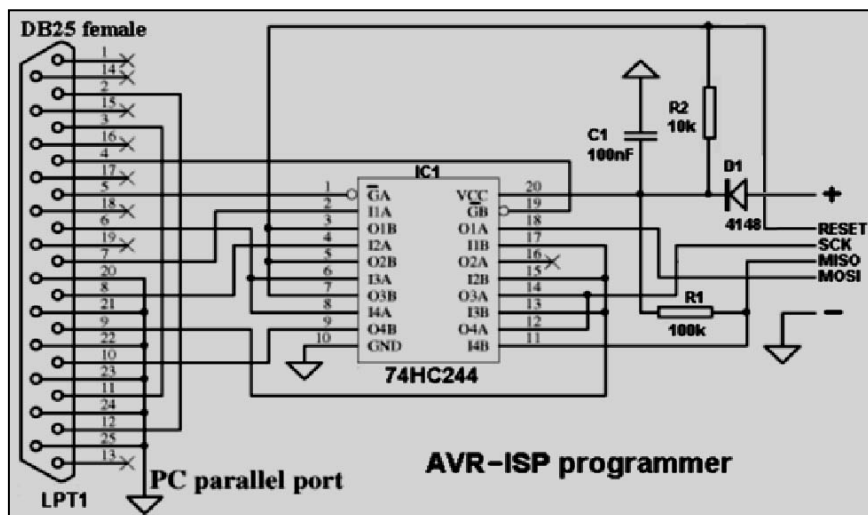 DB25 female
1
14
2
15
3
16
4
17
5
18
6
19
7
20
8
21
9
22
10
23
11
24
12
25
13
LPT1
PC parallel port
IC1
1 GA VCC 20
2 I1A GB 19
3 O1B O1A 18
4 I2A I1B 17
5 O2B O2A 16
6 I3A I2B 15
7 O3B O3A 14
8 I4A I3B 13
9 O4B O4A 12
10 GND I4B 11
74HC244
C1
100nF
R2
10k
D1
4148
+
RESET
SCK
MISO
MOSI
R1
100k
-
AVR-ISP programmer